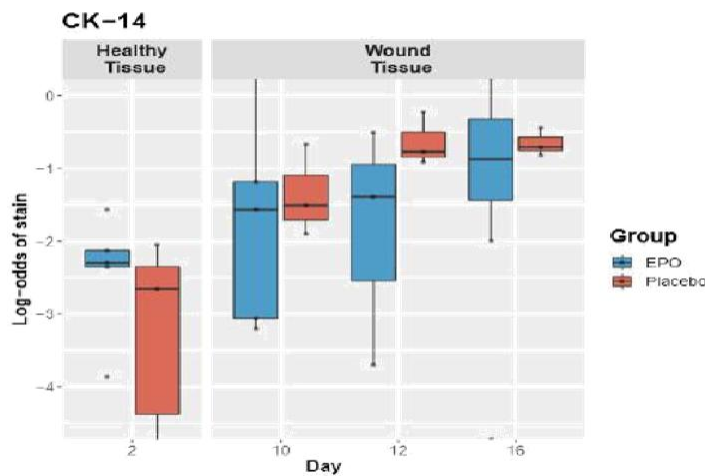 CK−14
Healthy
Tissue
Wound
Tissue
0
−1
−2
−3
−4
Log−odds of stain
2
10
12
16
Day
Group
EPO
Placebo